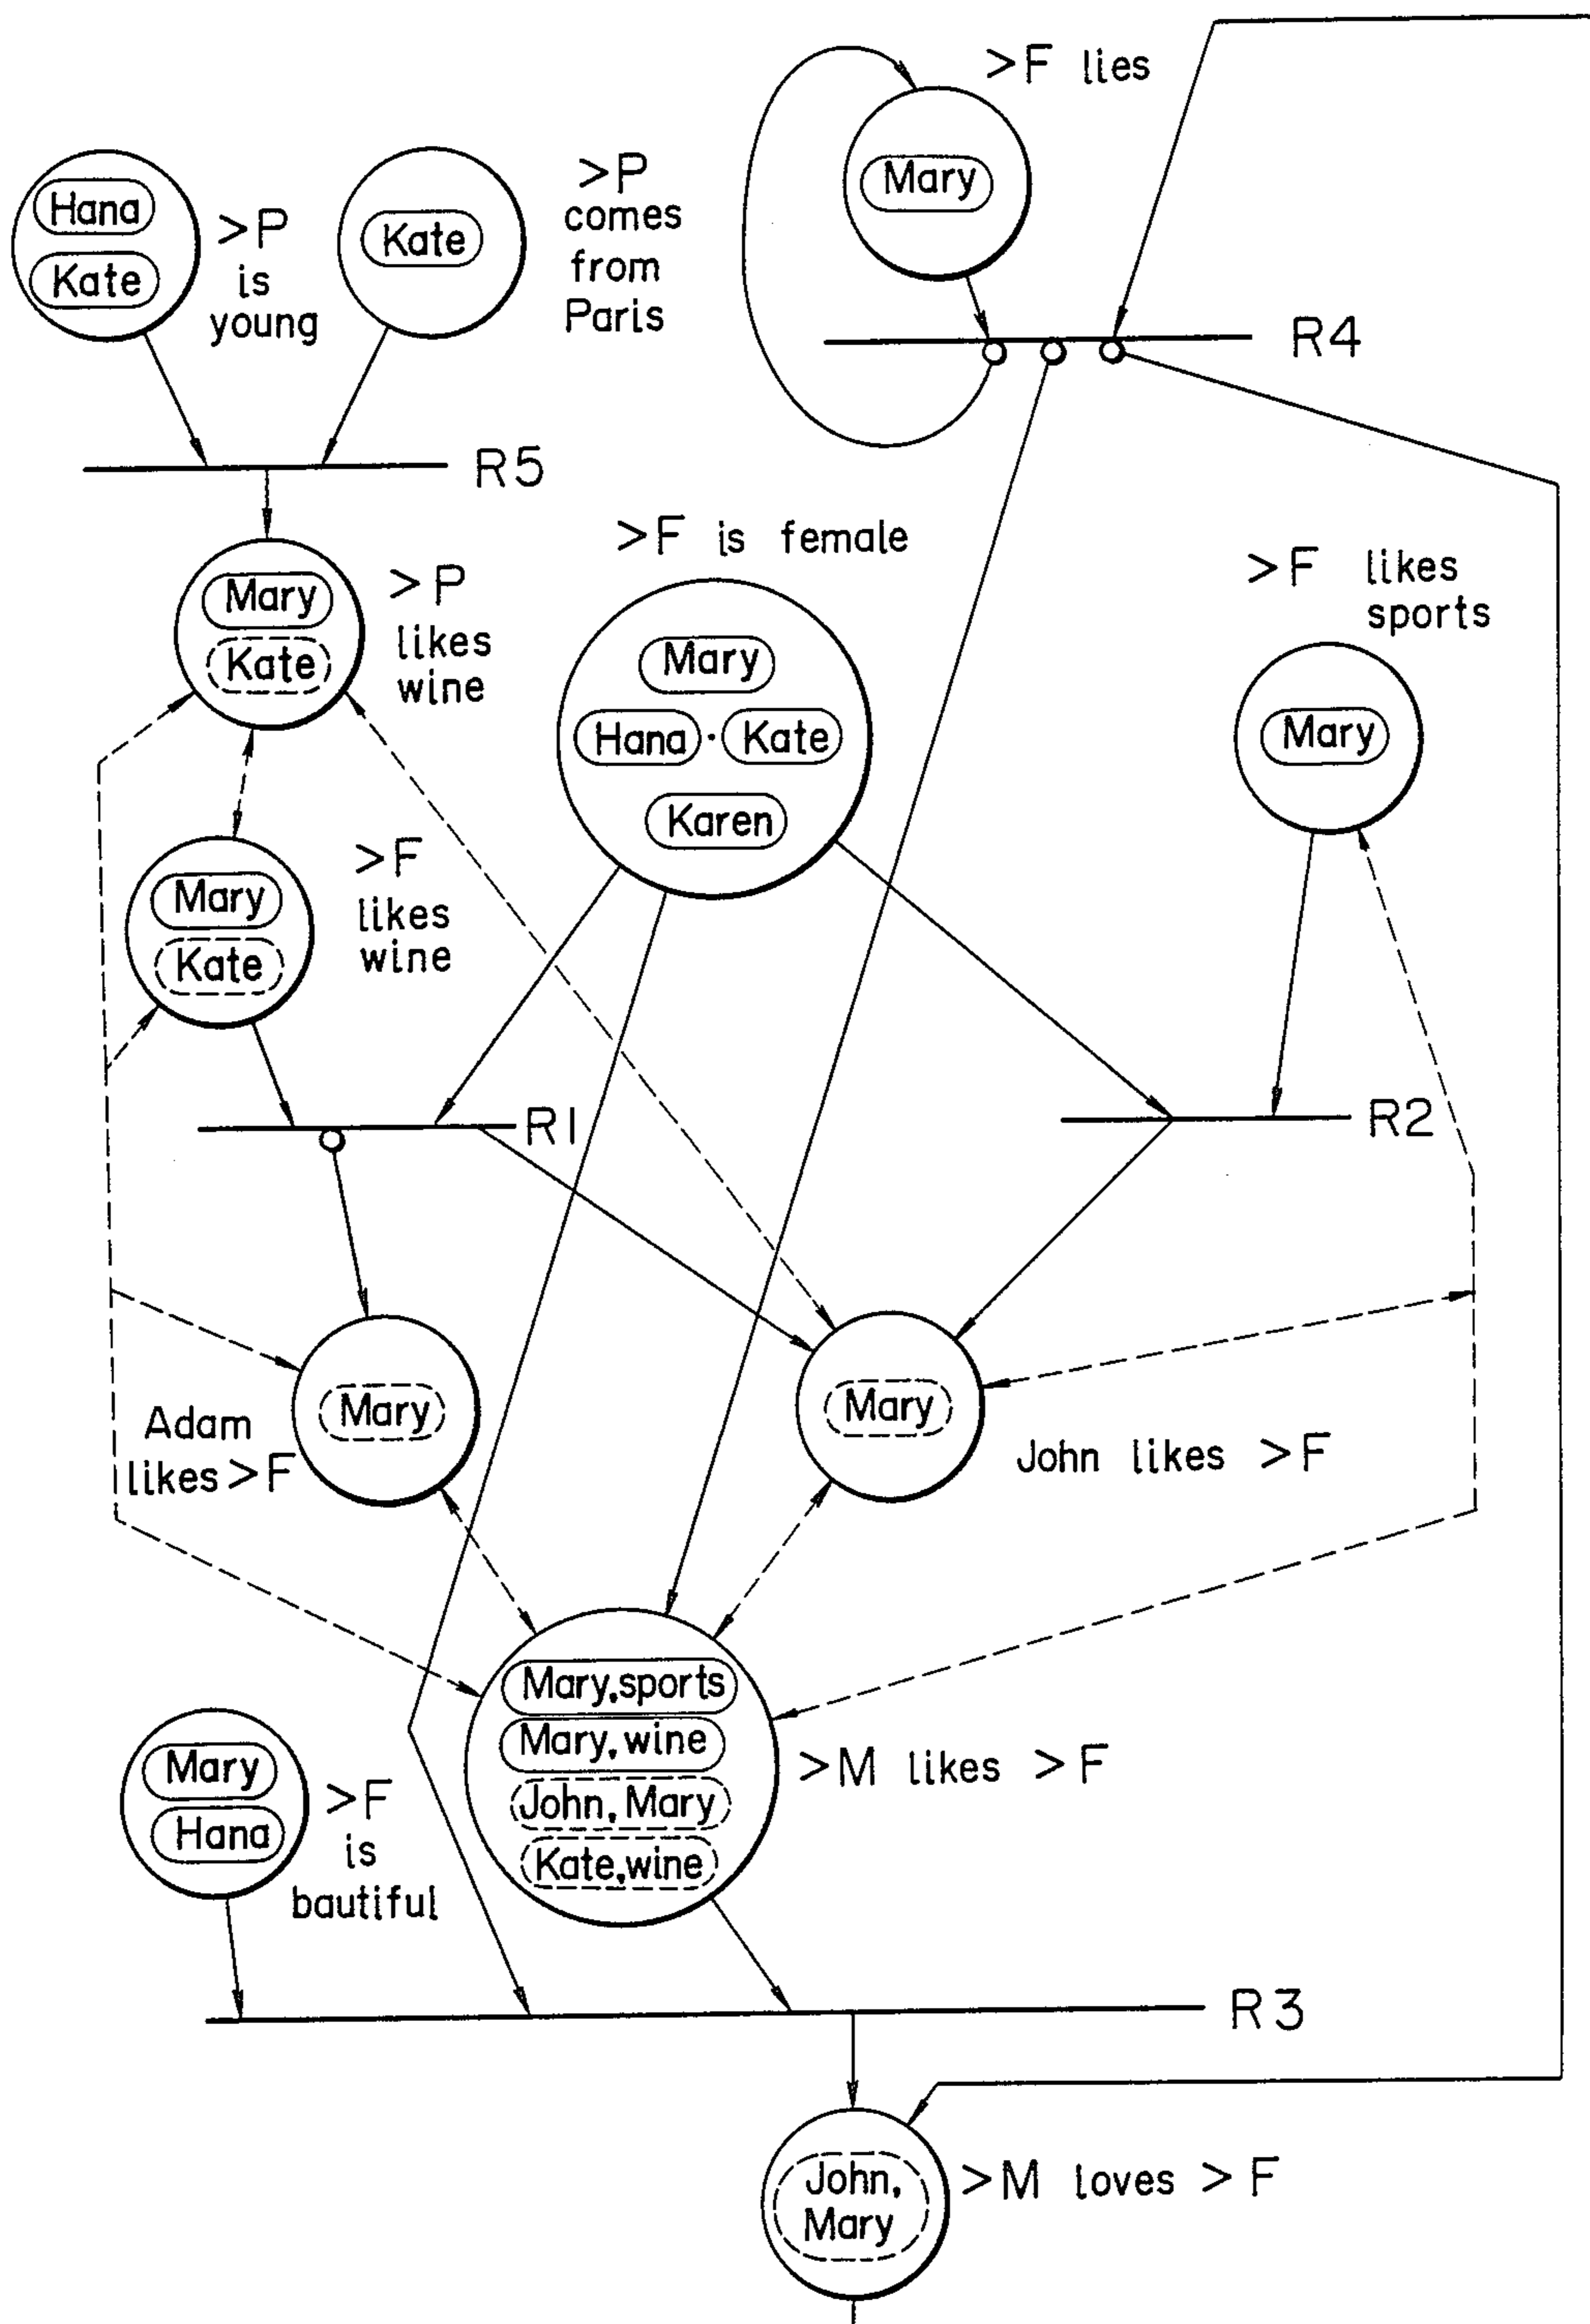 >F lies
Mary
Hana
Kate
>P
is
young
Kate
>P
comes
from
Paris
R4
R5
>F is female
>F likes
sports
Mary
Kate
>P
likes
wine
Mary
Hana · Kate
Karen
Mary
Mary
Kate
>F
likes
wine
R1
R2
Mary
Adam
likes >F
Mary
John likes >F
Mary,sports
Mary,wine
John, Mary
Kate,wine
>M likes >F
Mary
Hana
>F
is
bautiful
R3
John,
Mary
>M loves >F